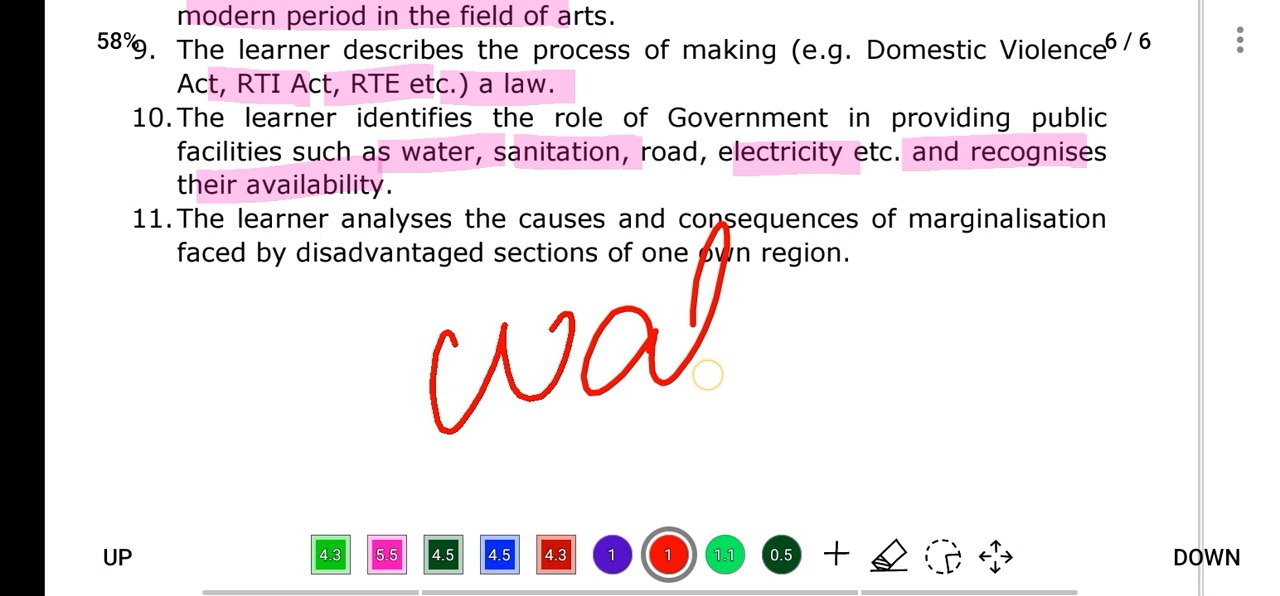 modern period in the field of arts.
58%
6 / 6
9. The learner describes the process of making (e.g. Domestic Violence
Act, RTI Act, RTE etc.) a law.
10. The learner identifies the role of Government in providing public
facilities such as water, sanitation, road, electricity etc. and recognises
their availability.
11. The learner analyses the causes and consequences of marginalisation
faced by disadvantaged sections of one own region.
wal
UP
4.3 5.5 4.5 4.5 4.3 1 1 1.1 0.5
DOWN